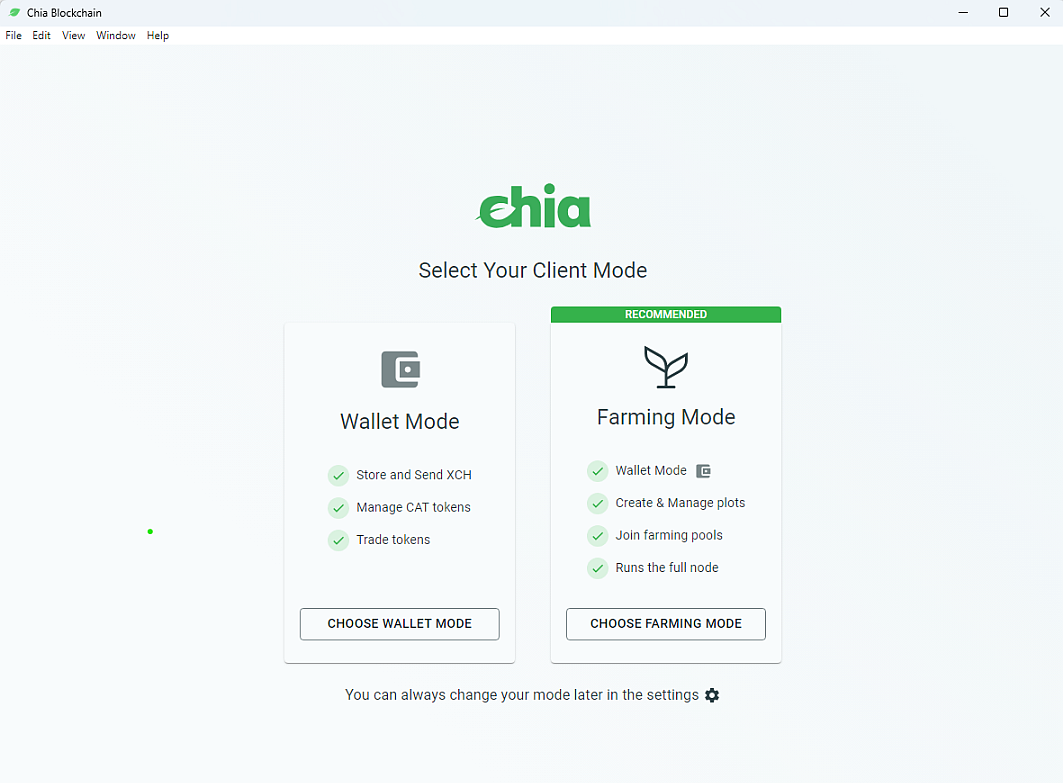 Chia Blockchain
File Edit View Window Help
chia
Select Your Client Mode
RECOMMENDED
Wallet Mode
Store and Send XCH
Manage CAT tokens
Trade tokens
CHOOSE WALLET MODE
Farming Mode
Wallet Mode
Create & Manage plots
Join farming pools
Runs the full node
CHOOSE FARMING MODE
You can always change your mode later in the settings